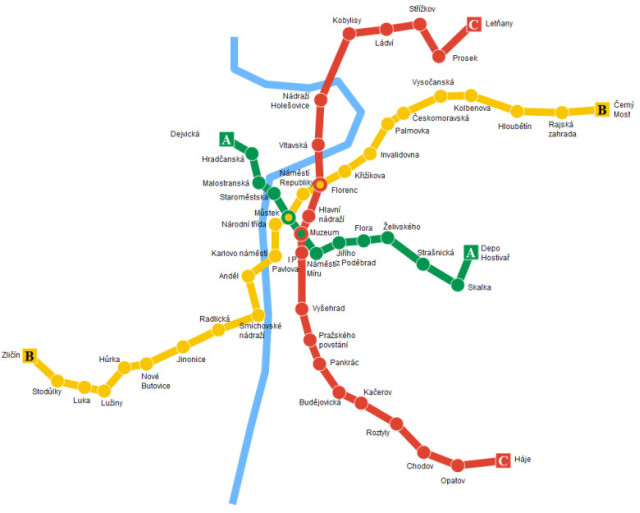 Střížkov
Kobylisy
C
Letňany
Ládví
Prosek
Vysočanská
Nádraží
Holešovice
Kolbenova
B
Černý
Most
Českomoravská
Hloubětín
Rajská
zahrada
Palmovka
Dejvická
A
Vltavská
Invalidovna
Hradčanská
Náměstí
Republiky
Křižíkova
Malostranská
Florenc
Staroměstská
Můstek
Hlavní
nádraží
Národní třída
Muzeum
Flora
Želivského
Karlovo náměstí
I.P.
Pavlova
Náměstí
Míru
Jiřího
z Poděbrad
Strašnická
A
Depo
Hostivař
Anděl
Skalka
Vyšehrad
Radlická
Smíchovské
nádraží
Pražského
povstání
Zličín
B
Hůrka
Jinonice
Pankrác
Nové
Butovice
Stodůlky
Luka
Lužiny
Kačerov
Budějovická
Roztyly
Chodov
C
Háje
Opatov